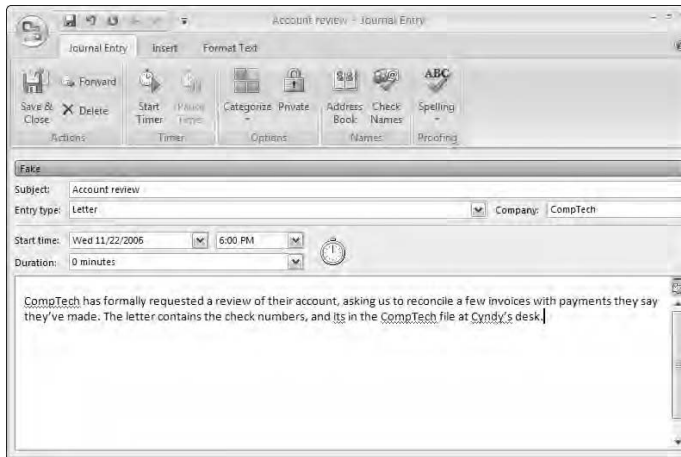 Account review - Journal Entry
Journal Entry Insert Format Text
Save & Close
Forward
Delete
Start Timer
Pause Timer
Categorize Private
Address Book
Check Names
ABC
Spelling
Actions Timer Options Names Proofing
Fake
Subject: Account review
Entry type: Letter Company: CompTech
Start time: Wed 11/22/2006 6:00 PM
Duration: 0 minutes
CompTech has formally requested a review of their account, asking us to reconcile a few invoices with payments they say
they've made. The letter contains the check numbers, and its in the CompTech file at Cyndy's desk.